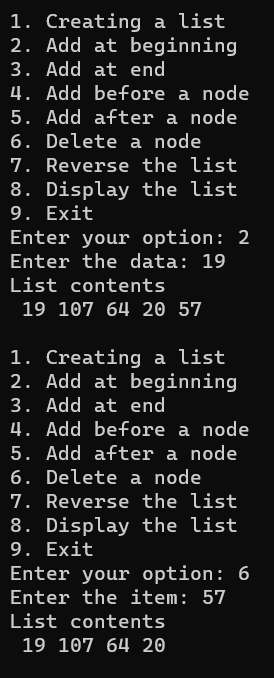 1. Creating a list
2. Add at beginning
3. Add at end
4. Add before a node
5. Add after a node
6. Delete a node
7. Reverse the list
8. Display the list
9. Exit
Enter your option: 2
Enter the data: 19
List contents
19 107 64 20 57
1. Creating a list
2. Add at beginning
3. Add at end
4. Add before a node
5. Add after a node
6. Delete a node
7. Reverse the list
8. Display the list
9. Exit
Enter your option: 6
Enter the item: 57
List contents
19 107 64 20